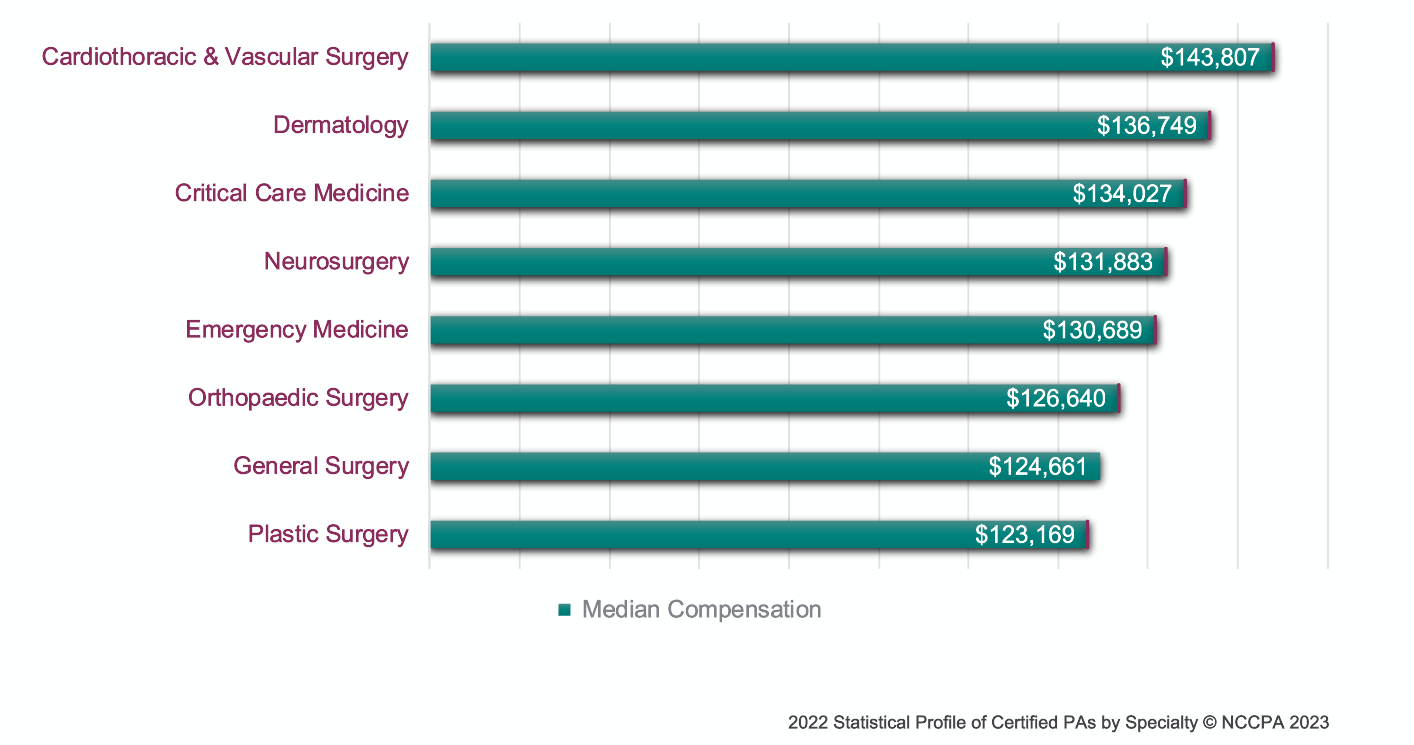 Cardiothoracic & Vascular Surgery $143,807
Dermatology $136,749
Critical Care Medicine $134,027
Neurosurgery $131,883
Emergency Medicine $130,689
Orthopaedic Surgery $126,640
General Surgery $124,661
Plastic Surgery $123,169
Median Compensation
2022 Statistical Profile of Certified PAs by Specialty © NCCPA 2023